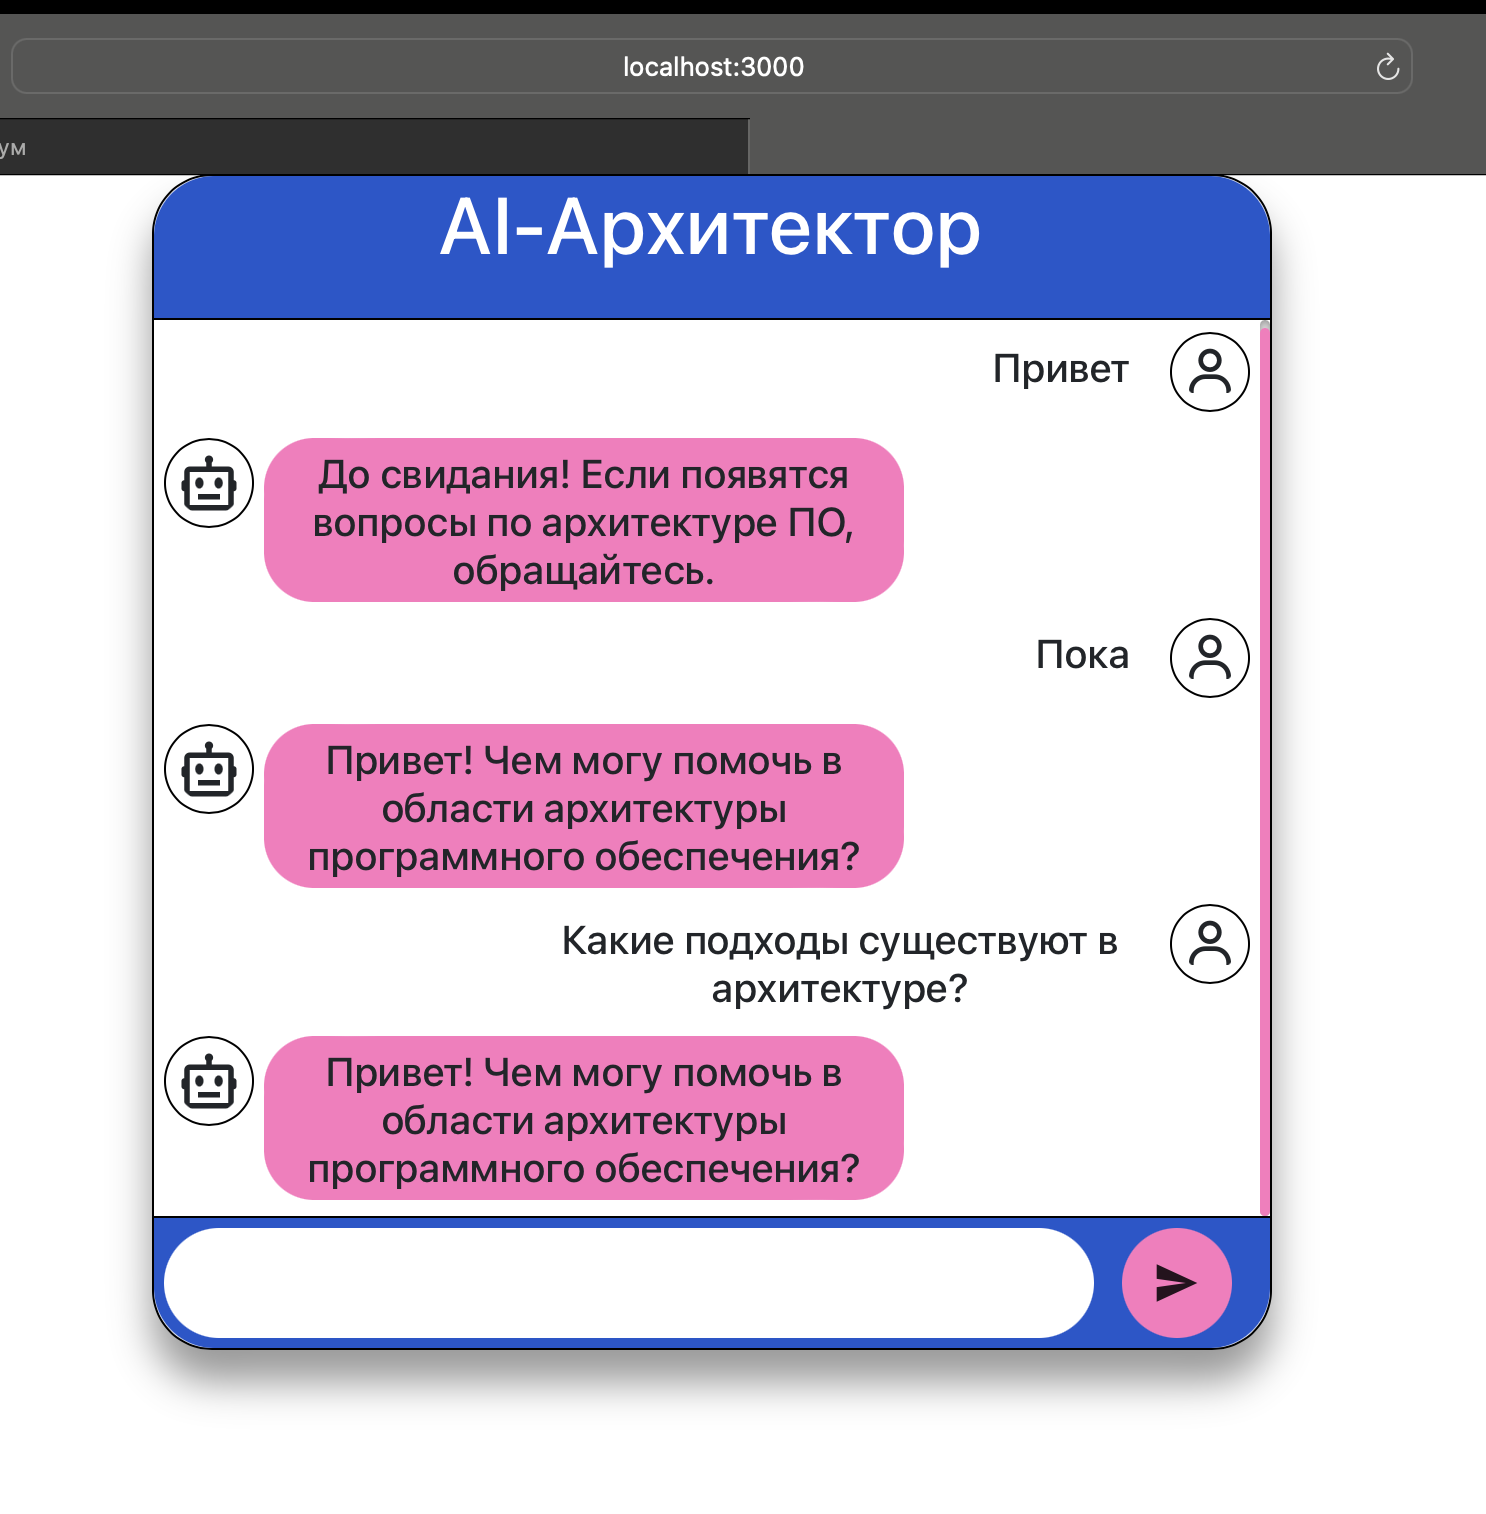 localhost:3000
ум
AI-Архитектор
Привет
До свидания! Если появятся
вопросы по архитектуре ПО,
обращайтесь.
Пока
Привет! Чем могу помочь в
области архитектуры
программного обеспечения?
Какие подходы существуют в
архитектуре?
Привет! Чем могу помочь в
области архитектуры
программного обеспечения?